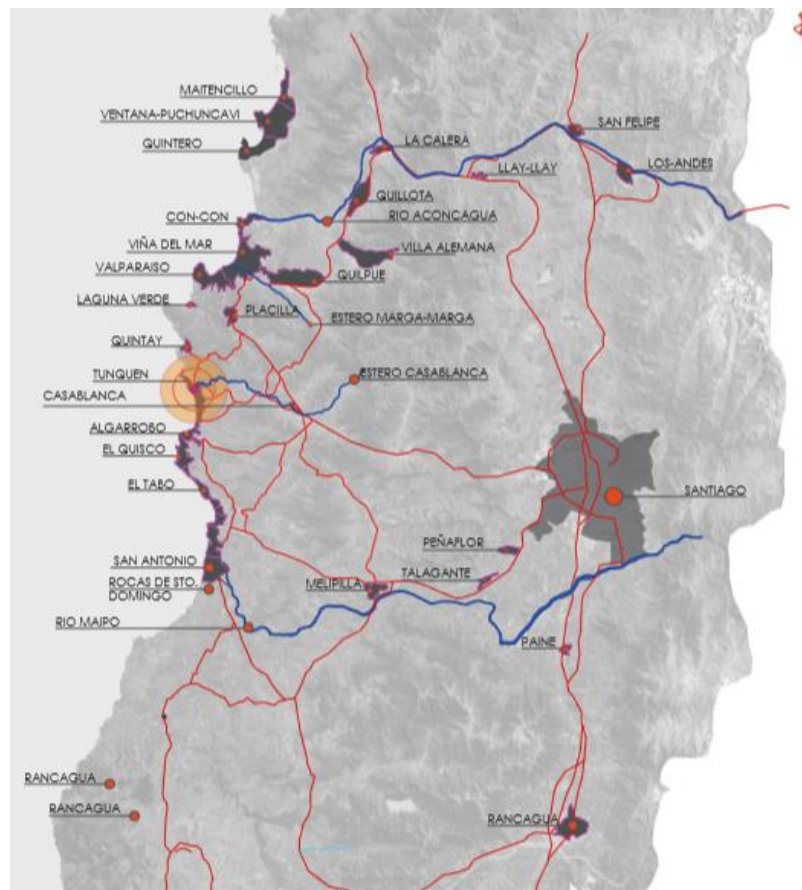 MAITENCILLO
VENTANA-PUCHUNCAVI
QUINTERO
SAN FELIPE
LA CALERA
LLAY-LLAY
LOS-ANDES
QUILLOTA
CON-CON
RIO ACONCAGUA
VIÑA DEL MAR
VILLA ALEMANA
VALPARAISO
QUILPUE
LAGUNA VERDE
PLACILLA
ESTERO MARGA-MARGA
QUINTAY
TUNQUEN
ESTERO CASABLANCA
CASABLANCA
ALGARROBO
EL QUISCO
EL TABO
SANTIAGO
PEÑAFLOR
SAN ANTONIO
TALAGANTE
ROCAS DE STO.
DOMINGO
MELIPILLA
RIO MAIPO
PAINE
RANCAGUA
RANCAGUA
RANCAGUA